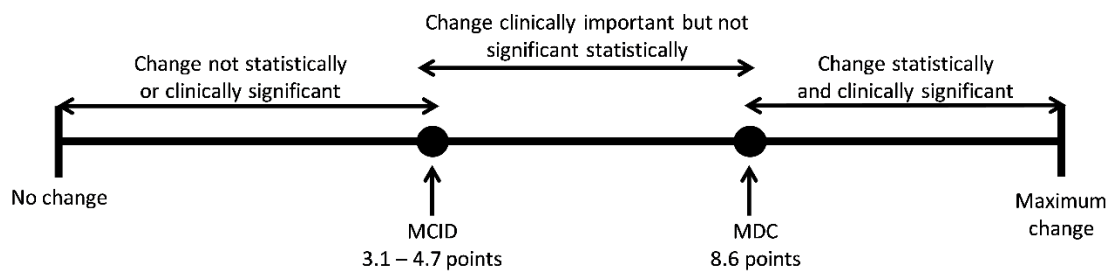 Change clinically important but not
significant statistically
Change not statistically
or clinically significant
Change statistically
and clinically significant
No change
MCID
3.1 – 4.7 points
MDC
8.6 points
Maximum
change